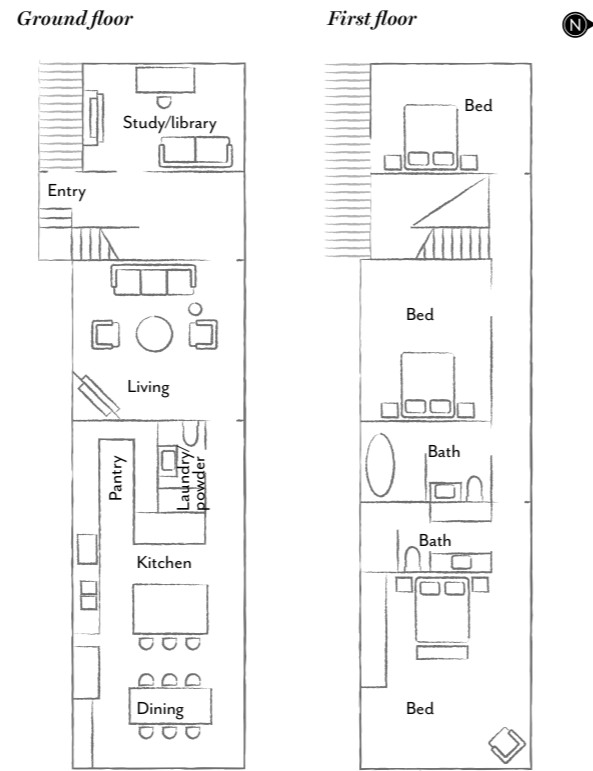 Ground floor
First floor
N
Study/library
Entry
Living
Pantry
Laundry/
powder
Kitchen
Dining
Bed
Bed
Bath
Bath
Bed